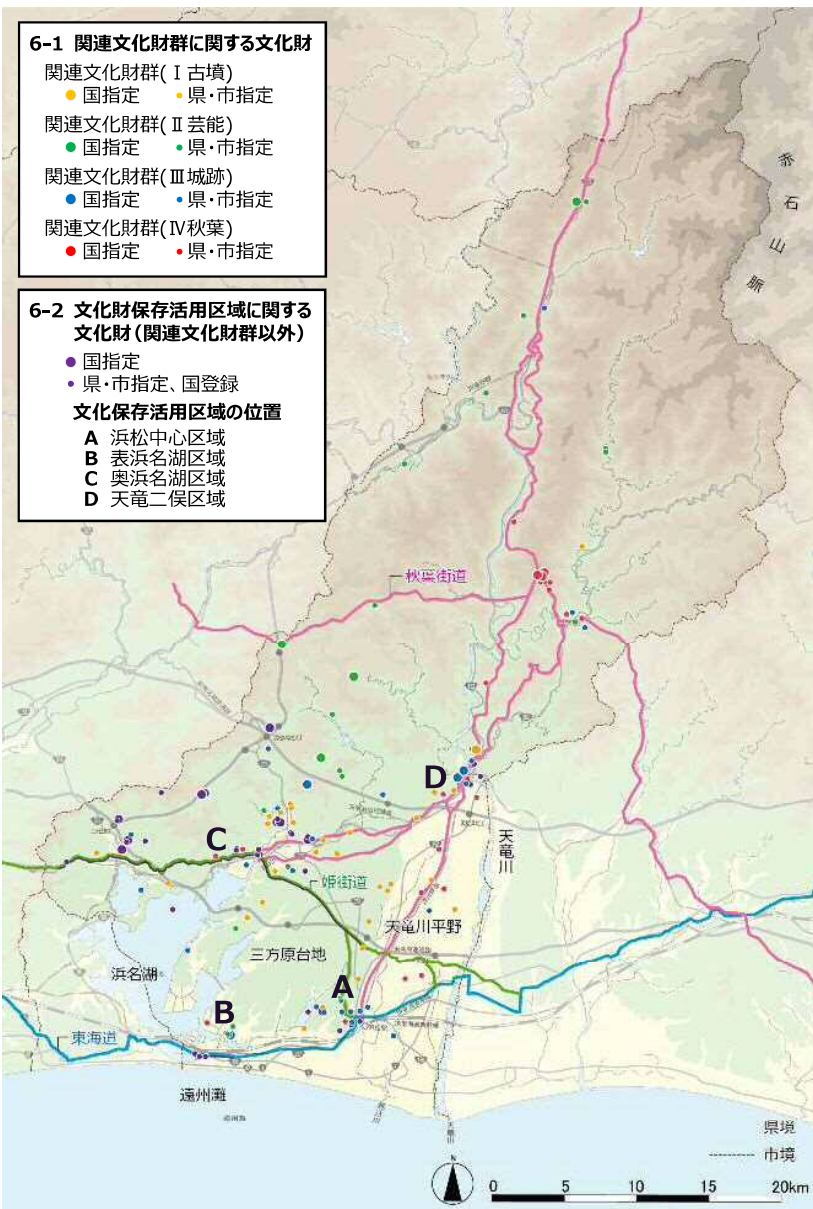 6-1 関連文化財群に関する文化財
関連文化財群(Ⅰ古墳)
国指定 県・市指定
関連文化財群(Ⅱ芸能)
国指定 県・市指定
関連文化財群(Ⅲ城跡)
国指定 県・市指定
関連文化財群(Ⅳ秋葉)
国指定 県・市指定
6-2 文化財保存活用区域に関する
文化財(関連文化財群以外)
国指定
県・市指定、国登録
文化保存活用区域の位置
A 浜松中心区域
B 表浜名湖区域
C 奥浜名湖区域
D 天竜二俣区域
赤石山脈
秋葉街道
D
C
天竜川
姫街道
天竜川平野
三方原台地
浜名湖
A
B
東海道
遠州灘
遠州灘
天竜川
N
県境
市境
0 5 10 15 20km